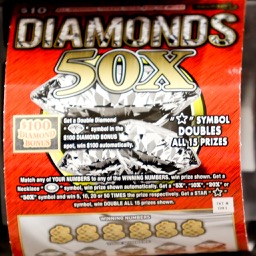 $10
DIAMONDS
50X
Get a Double Diamond
symbol in the
$100 DIAMOND BONUS
spot, win $100 automatically.
$100
DIAMOND
BONUS
"☆" SYMBOL
DOUBLES
ALL 15 PRIZES
Match any of YOUR NUMBERS to any of the WINNING NUMBERS, win prize shown. Get a
Necklace " " symbol, win prize shown automatically. Get a "5X", "10X", "20X" or
"50X" symbol and win 5, 10, 20 or 50 TIMES the prize respectively. Get a "STAR" "☆"
symbol, win DOUBLE ALL 15 prizes shown.
WINNING NUMBERS